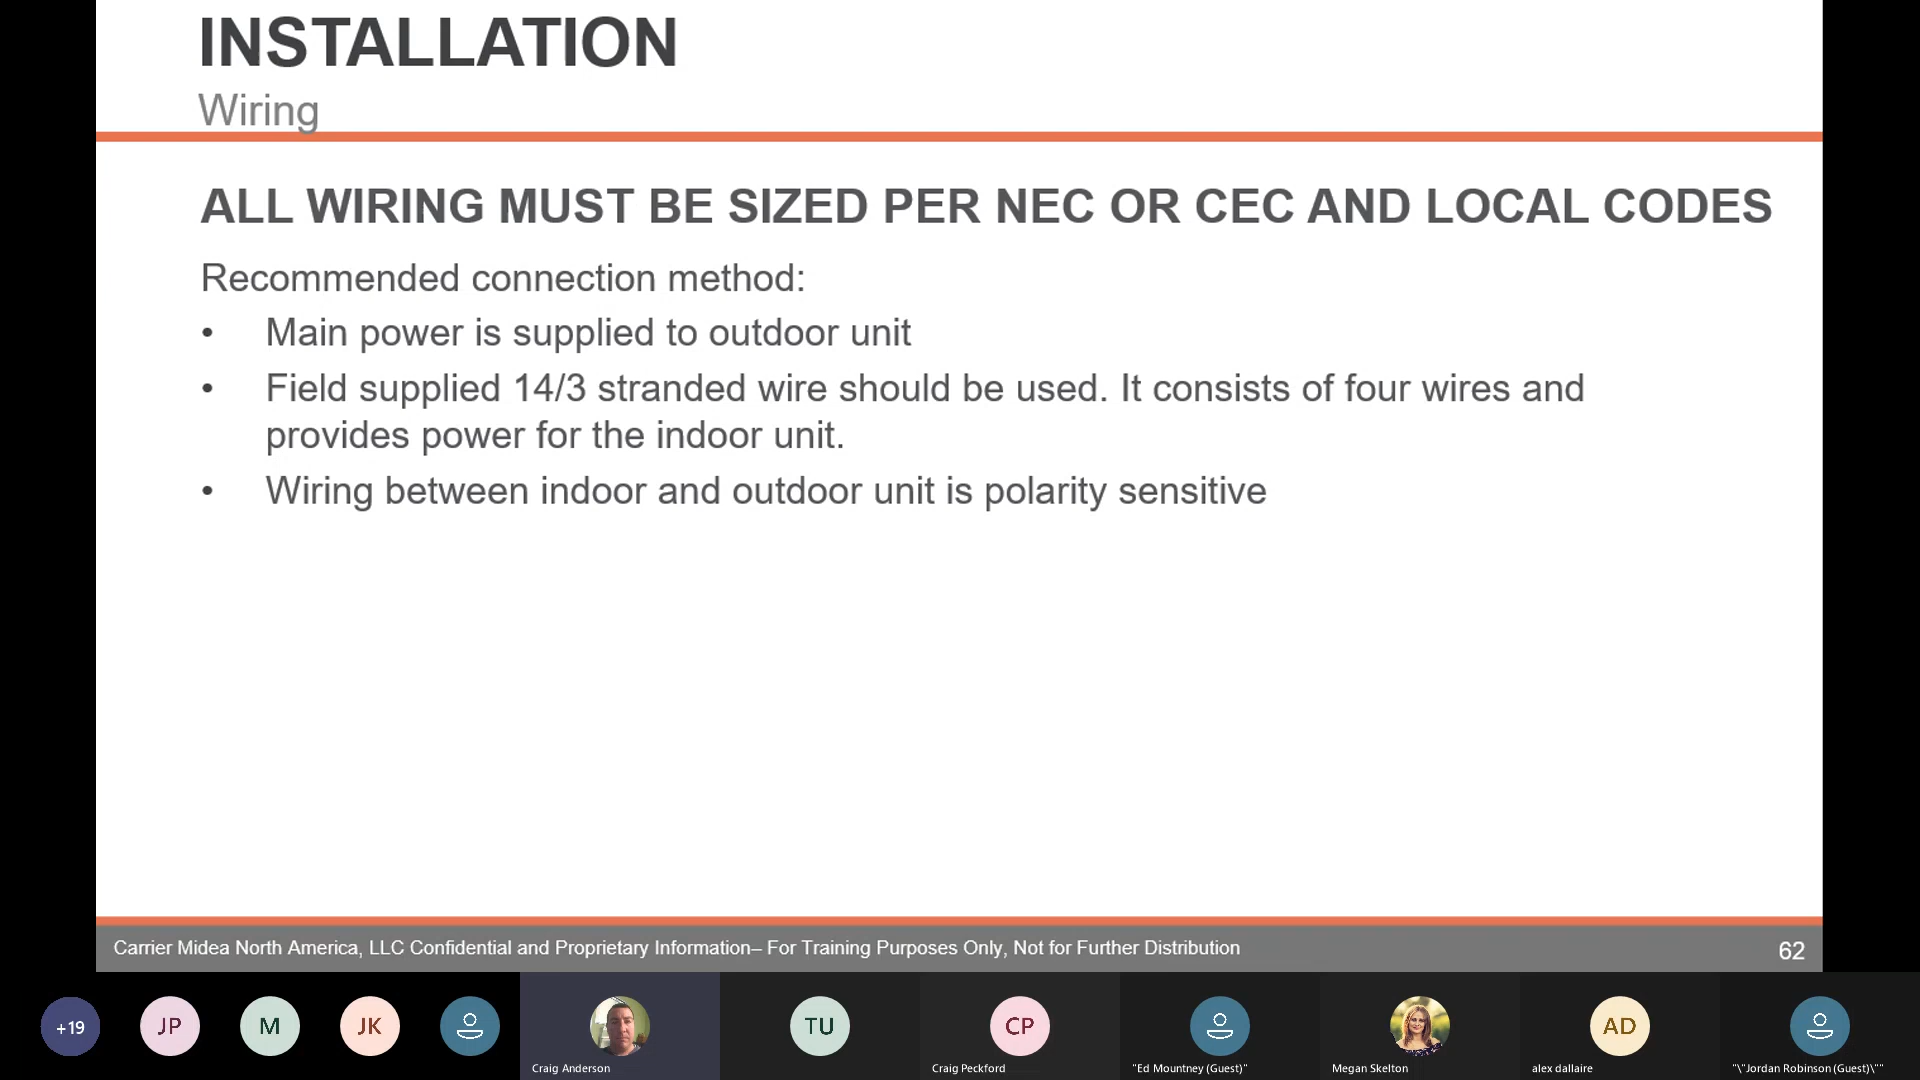 INSTALLATION
Wiring
ALL WIRING MUST BE SIZED PER NEC OR CEC AND LOCAL CODES
Recommended connection method:
• Main power is supplied to outdoor unit
• Field supplied 14/3 stranded wire should be used. It consists of four wires and
provides power for the indoor unit.
• Wiring between indoor and outdoor unit is polarity sensitive
Carrier Midea North America, LLC Confidential and Proprietary Information– For Training Purposes Only, Not for Further Distribution
62
+19
JP
M
JK
TU
CP
AD
Craig Anderson
Craig Peckford
"Ed Mountney (Guest)"
Megan Skelton
alex dallaire
"\"Jordan Robinson (Guest)\""